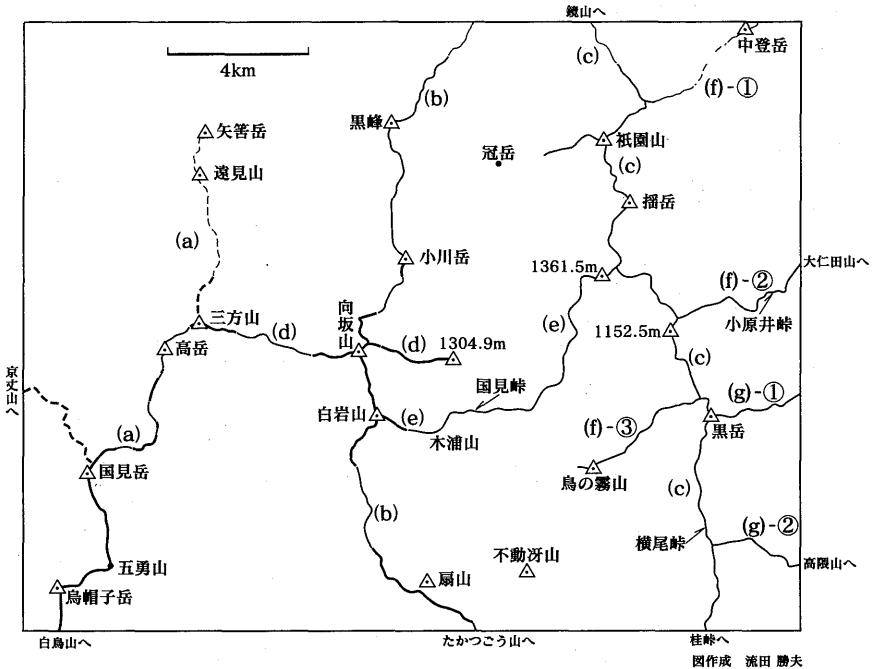 鏡山へ
4km
中登岳
(c)
(f)-①
(b)
黒峰
矢筈岳
冠岳
祇園山
遠見山
(c)
揺岳
(a)
小川岳
1361.5m
大仁田山へ
(f)-②
三方山
向坂山
(d)
(d)
1304.9m
(e)
1152.5m
小原井峠
高岳
(c)
京丈山へ
国見峠
(g)-①
白岩山
(e)
木浦山
(f)-③
黒岳
(a)
国見岳
烏の霧山
(c)
(b)
(g)-②
横尾峠
不動冴山
五勇山
扇山
高隈山へ
烏帽子岳
白鳥山へ
たかつごう山へ
桂峠へ
図作成 流田 勝夫